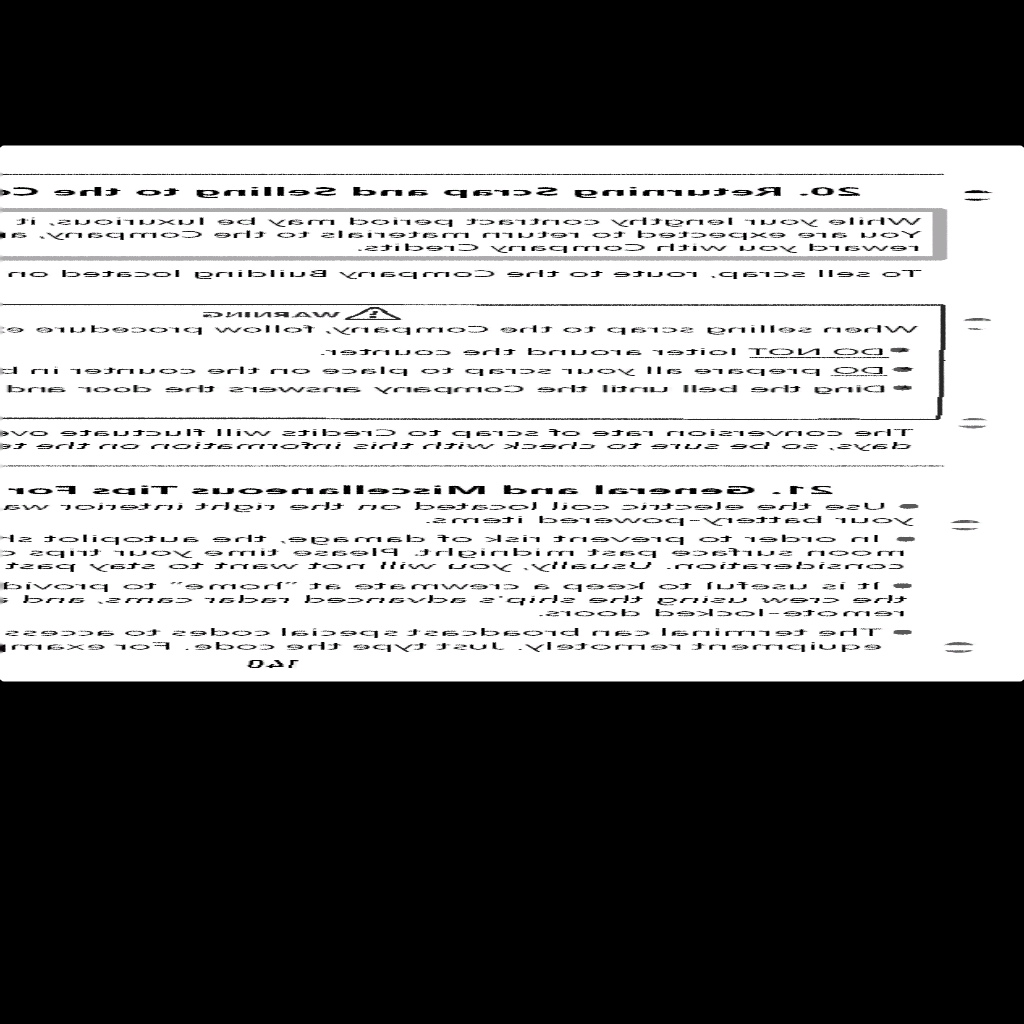 20. Returning Scrap and Selling to the
While your lengthy contract period may be luxurious, it
You are expected to return materials to the Company,
reward you with Company Credits.
To sell scrap, route to the Company Building located on
WARNING
When selling scrap to the Company, follow procedure
DO NOT loiter around the counter.
DO prepare all your scrap to place on the counter in
Ding the bell until the Company answers the door and
The conversion rate of scrap to Credits will fluctuate
days, so be sure to check with this information on the
21. General and Miscellaneous Tips For
Use the electric coil located on the right interior
your battery-powered items.
In order to prevent risk of damage, the autopilot
moon surface past midnight. Please time your trips
consideration. Usually, you will not want to stay past
It is useful to keep a crewmate at "home" to
the crew using the ship's advanced radar cams, and
remote-locked doors.
The terminal can broadcast special codes to access
equipment remotely. Just type the code. For
140